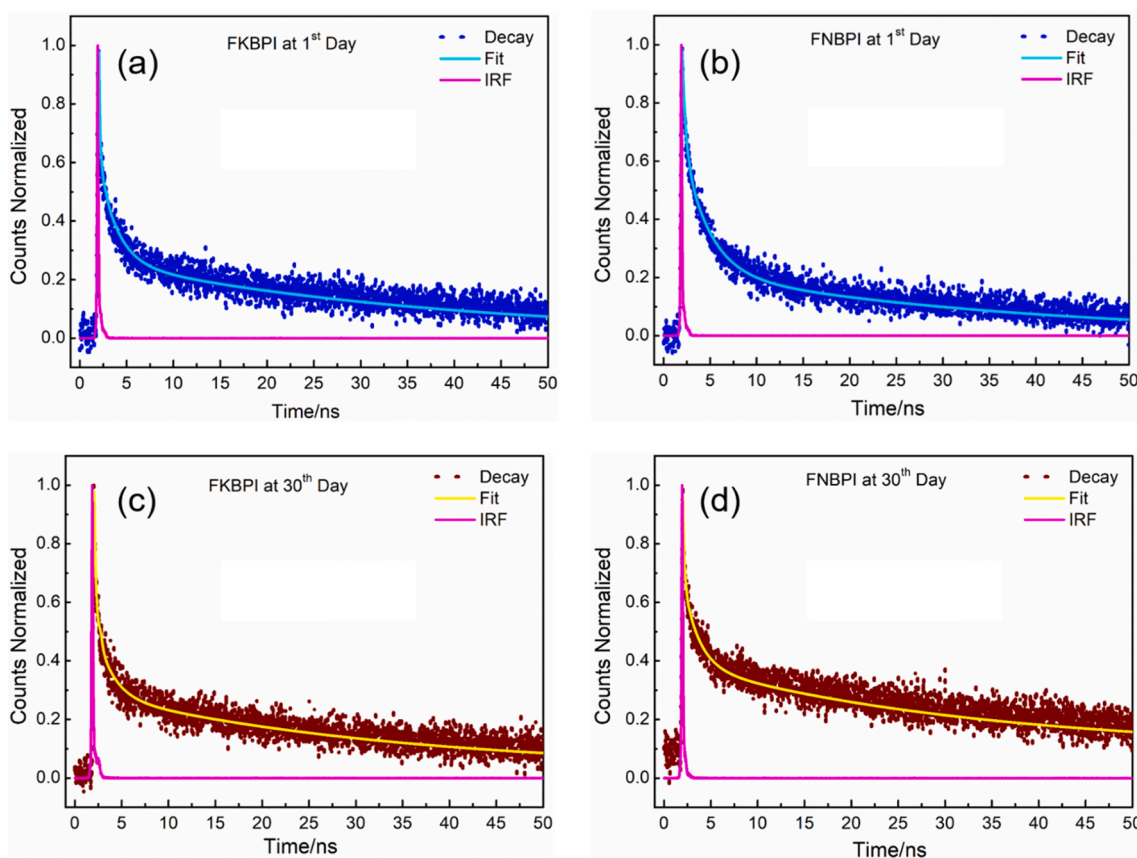 (a)
FKBPI at 1st Day
Decay
Fit
IRF
Counts Normalized
1.0
0.8
0.6
0.4
0.2
0.0
0 5 10 15 20 25 30 35 40 45 50
Time/ns
(b)
FNBPI at 1st Day
Decay
Fit
IRF
Counts Normalized
1.0
0.8
0.6
0.4
0.2
0.0
0 5 10 15 20 25 30 35 40 45 50
Time/ns
(c)
FKBPI at 30th Day
Decay
Fit
IRF
Counts Normalized
1.0
0.8
0.6
0.4
0.2
0.0
0 5 10 15 20 25 30 35 40 45 50
Time/ns
(d)
FNBPI at 30th Day
Decay
Fit
IRF
Counts Normalized
1.0
0.8
0.6
0.4
0.2
0.0
0 5 10 15 20 25 30 35 40 45 50
Time/ns